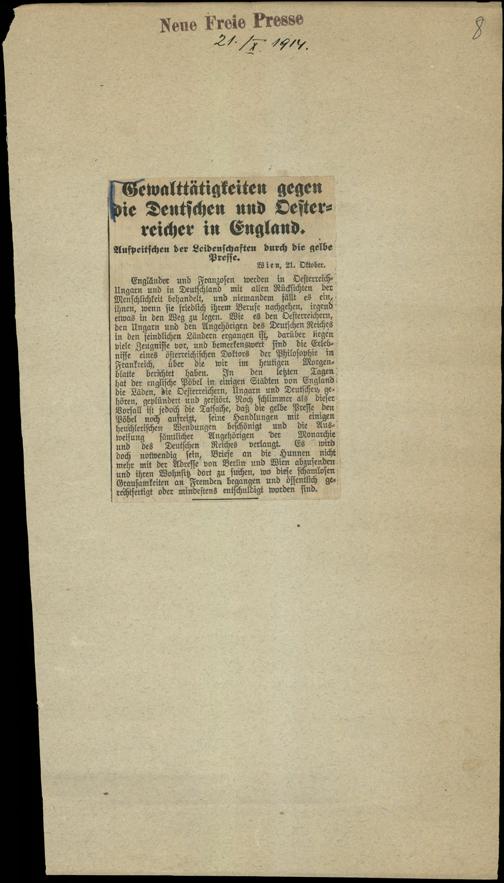 Neue Freie Presse
8
21./X. 1914.
Gewalttätigkeiten gegen
die Deutschen und Oester-
reicher in England.
Aufpeitschen der Leidenschaften durch die gelbe
Presse.
Wien, 21. Oktober.
Engländer und Franzosen werden in Oesterreich-
Ungarn und in Deutschland mit allen Rücksichten der
Menschlichkeit behandelt, und niemandem fällt es ein,
ihnen, wenn sie friedlich ihrem Berufe nachgehen, irgend
etwas in den Weg zu legen. Wie es den Oesterreichern,
den Ungarn und den Angehörigen des Deutschen Reiches
in den feindlichen Ländern ergangen ist, darüber liegen
viele Zeugnisse vor, und bemerkenswert sind die Erleb-
nisse eines österreichischen Doktors der Philosophie in
Frankreich, über die wir im heutigen Morgen-
blatte berichtet haben. In den letzten Tagen
hat der englische Pöbel in einigen Städten von England
die Läden, die Oesterreichern, Ungarn und Deutschen ge-
hören, geplündert und zerstört. Noch schlimmer als dieser
Vorfall ist jedoch die Tatsache, daß die gelbe Presse den
Pöbel noch aufreizt, seine Handlungen mit einigen
heuchlerischen Wendungen beschönigt und die Aus-
weisung sämtlicher Angehörigen der Monarchie
und des Deutschen Reiches verlangt. Es wird
doch notwendig sein, Briefe an die Hunnen nicht
mehr mit der Adresse von Berlin und Wien abzusenden
und ihren Wohnsitz dort zu suchen, wo diese schamlosen
Grausamkeiten an Fremden begangen und öffentlich ge-
rechtfertigt oder mindestens entschuldigt worden sind.